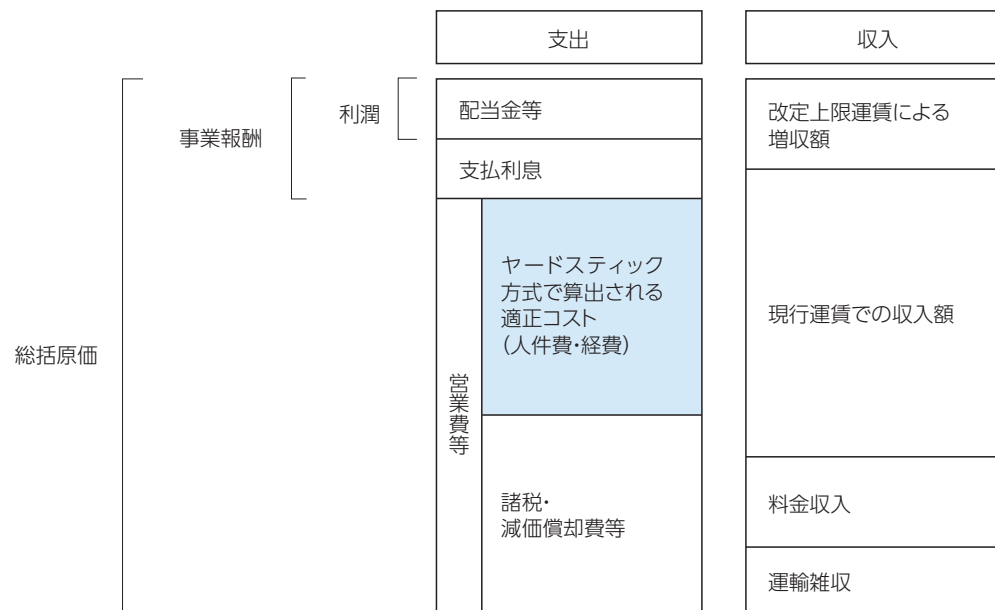 支出
収入
総括原価
事業報酬
利潤
配当金等
支払利息
営業費等
ヤードスティック
方式で算出される
適正コスト
（人件費・経費）
諸税・
減価償却費等
改定上限運賃による
増収額
現行運賃での収入額
料金収入
運輸雑収